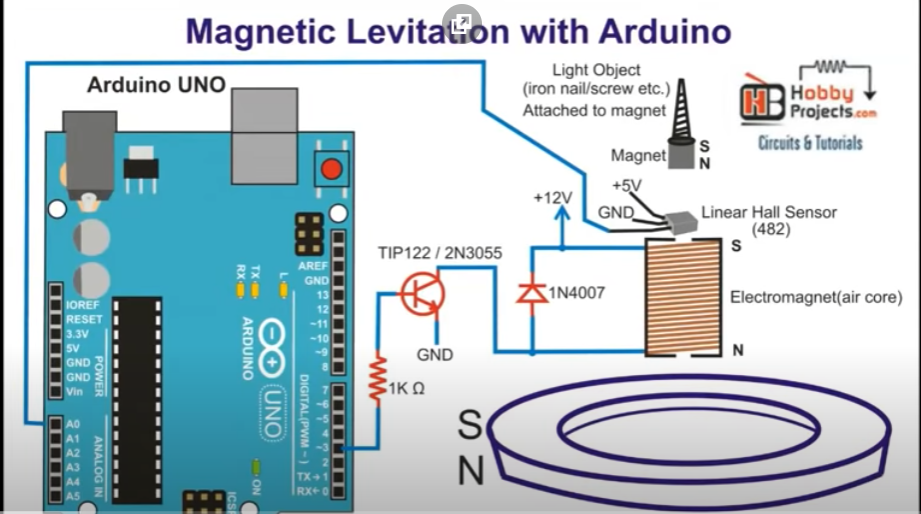 Magnetic Levitation with Arduino
Arduino UNO
Light Object
(iron nail/screw etc.)
Attached to magnet
Magnet
S
N
HB
Hobby
Projects.com
Circuits & Tutorials
+5V
+12V
GND
Linear Hall Sensor
(482)
S
TIP122 / 2N3055
1N4007
Electromagnet(air core)
N
GND
1K Ω
RX
TX
L
AREF
GND
13
12
~11
~10
~9
8
IOREF
RESET
3.3V
5V
GND
GND
Vin
POWER
ARDUINO
UNO
DIGITAL (PWM ~)
7
~6
~5
4
~3
2
TX→1
RX←0
A0
A1
A2
A3
A4
A5
ANALOG IN
ON
S
N